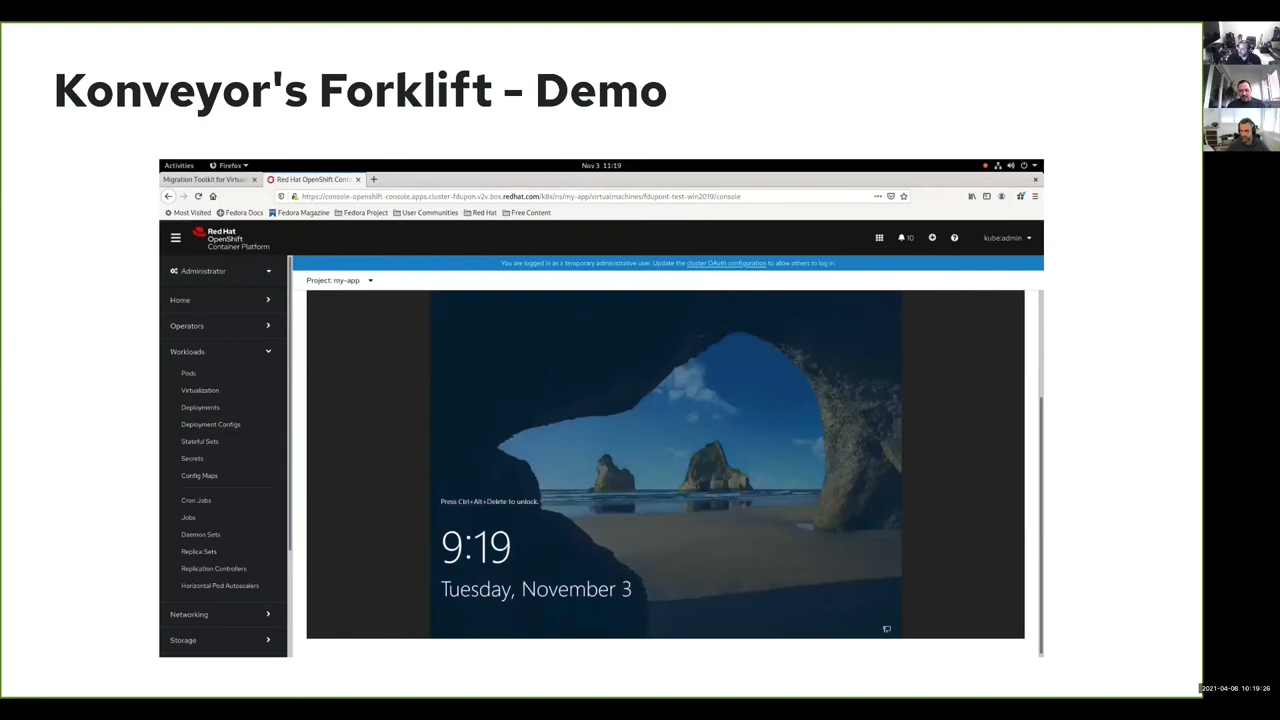 Konveyor's Forklift - Demo
Activities
Firefox
Nov 3 11:19
Migration Toolkit for Virtual
Red Hat OpenShift Conta
https://console-openshift-console.apps.cluster-fdupon.v2v.bos.redhat.com/k8s/ns/my-app/virtualmachines/fdupont-test-win2019/console
Most Visited
Fedora Docs
Fedora Magazine
Fedora Project
User Communities
Red Hat
Free Content
Red Hat
OpenShift
Container Platform
10
kube:admin
You are logged in as a temporary administrative user. Update the cluster OAuth configuration to allow others to log in.
Administrator
Project: my-app
Home
Operators
Workloads
Pods
Virtualization
Deployments
Deployment Configs
Stateful Sets
Secrets
Config Maps
Cron Jobs
Jobs
Daemon Sets
Replica Sets
Replication Controllers
Horizontal Pod Autoscalers
Networking
Storage
Press Ctrl+Alt+Delete to unlock.
9:19
Tuesday, November 3
2021-04-08 10:19:26